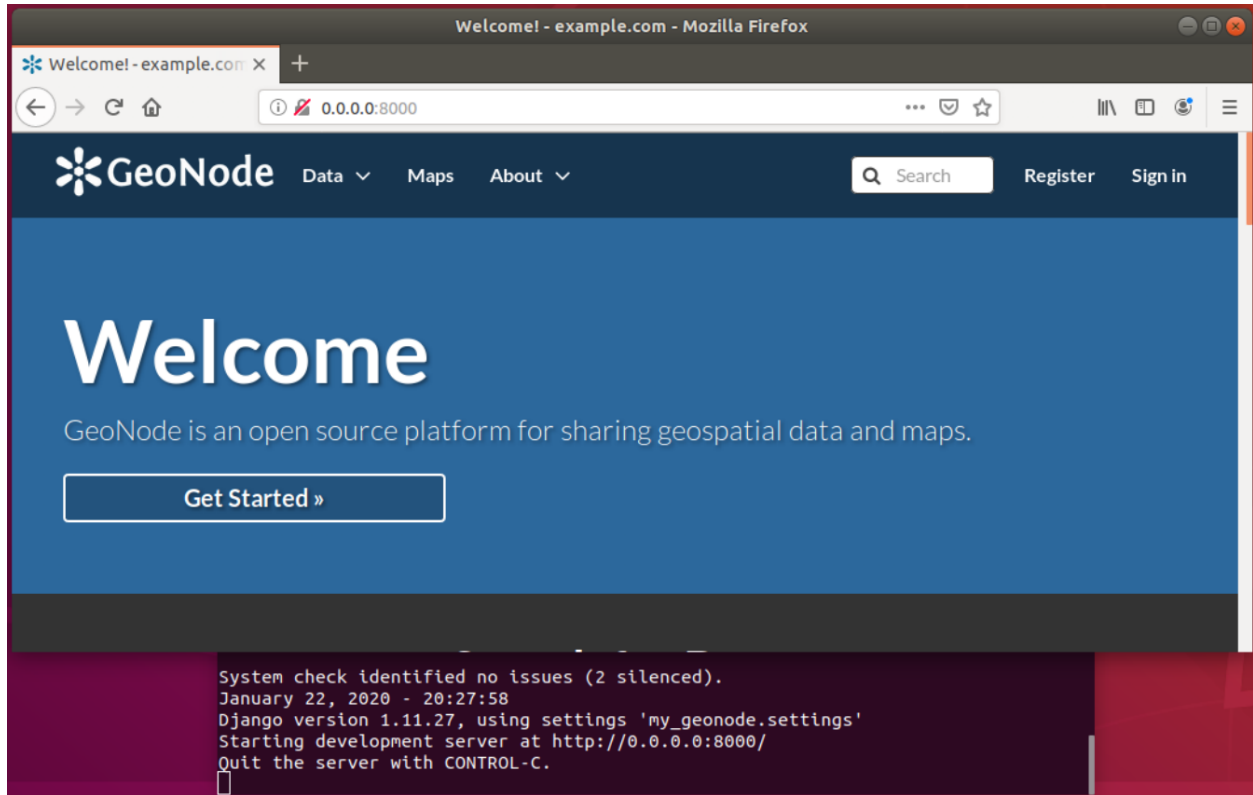 Welcome! - example.com - Mozilla Firefox
Welcome! - example.com
0.0.0.0:8000
GeoNode Data Maps About Search Register Sign in
Welcome
GeoNode is an open source platform for sharing geospatial data and maps.
Get Started »
System check identified no issues (2 silenced).
January 22, 2020 - 20:27:58
Django version 1.11.27, using settings 'my_geonode.settings'
Starting development server at http://0.0.0.0:8000/
Quit the server with CONTROL-C.